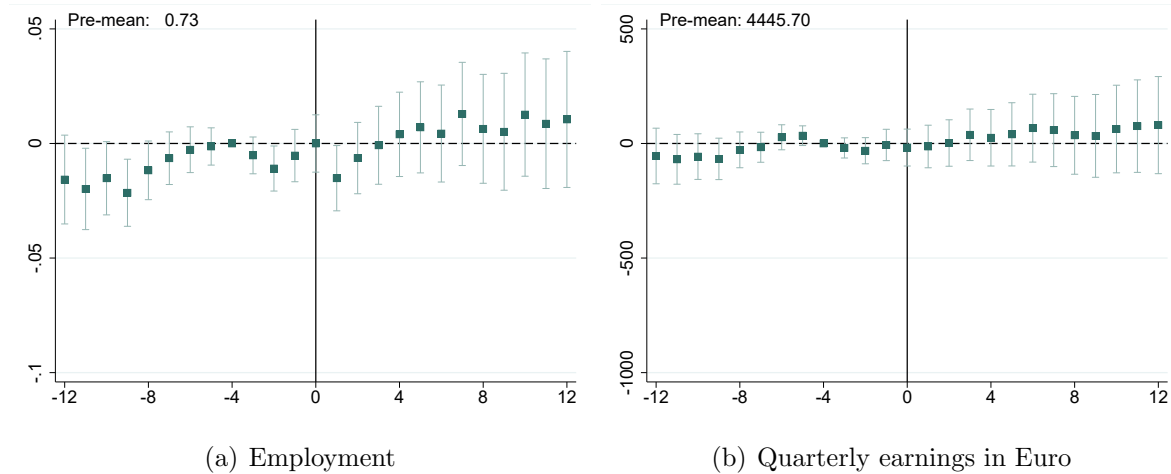 Pre-mean: 0.73
.05
0
-.05
-.1
-12 -8 -4 0 4 8 12
(a) Employment
Pre-mean: 4445.70
500
0
-500
-1000
-12 -8 -4 0 4 8 12
(b) Quarterly earnings in Euro